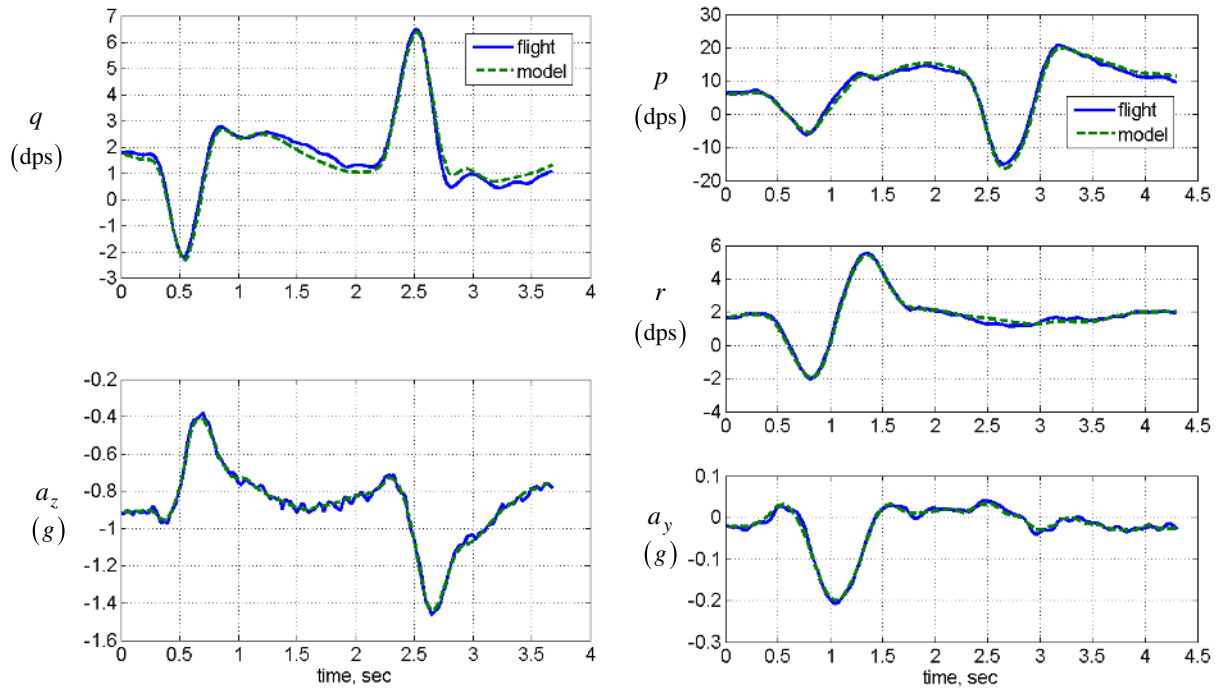 7
6
5
4
3
2
1
0
-1
-2
-3
q
(dps)
flight
model
0 0.5 1 1.5 2 2.5 3 3.5 4
-0.2
-0.4
-0.6
-0.8
-1
-1.2
-1.4
-1.6
a_z
(g)
0 0.5 1 1.5 2 2.5 3 3.5 4
time, sec
30
20
10
0
-10
-20
p
(dps)
flight
model
0 0.5 1 1.5 2 2.5 3 3.5 4 4.5
6
4
2
0
-2
-4
r
(dps)
0 0.5 1 1.5 2 2.5 3 3.5 4 4.5
0.1
0
-0.1
-0.2
-0.3
a_y
(g)
0 0.5 1 1.5 2 2.5 3 3.5 4 4.5
time, sec